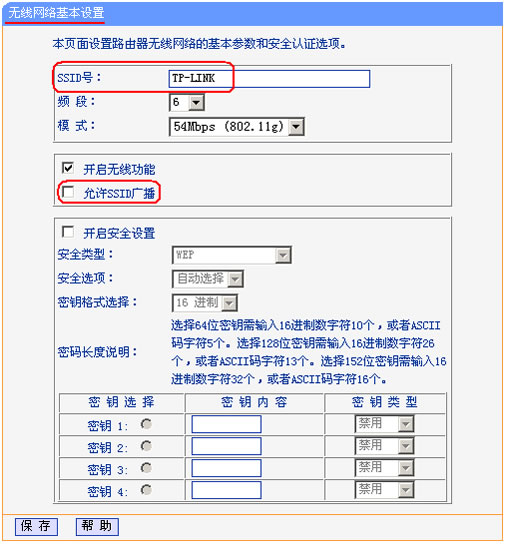 无线网络基本设置
本页面设置路由器无线网络的基本参数和安全认证选项。
SSID号： TP-LINK
频 段： 6
模 式： 54Mbps (802.11g)
开启无线功能
允许SSID广播
开启安全设置
安全类型： WEP
安全选项： 自动选择
密钥格式选择： 16 进制
密码长度说明：
选择64位密钥需输入16进制数字符10个，或者ASCII
码字符5个。选择128位密钥需输入16进制数字符26
个，或者ASCII码字符13个。选择152位密钥需输入16
进制数字符32个，或者ASCII码字符16个。
密 钥 选 择 密 钥 内 容 密 钥 类 型
密钥 1： 禁用
密钥 2： 禁用
密钥 3： 禁用
密钥 4： 禁用
保 存 帮 助